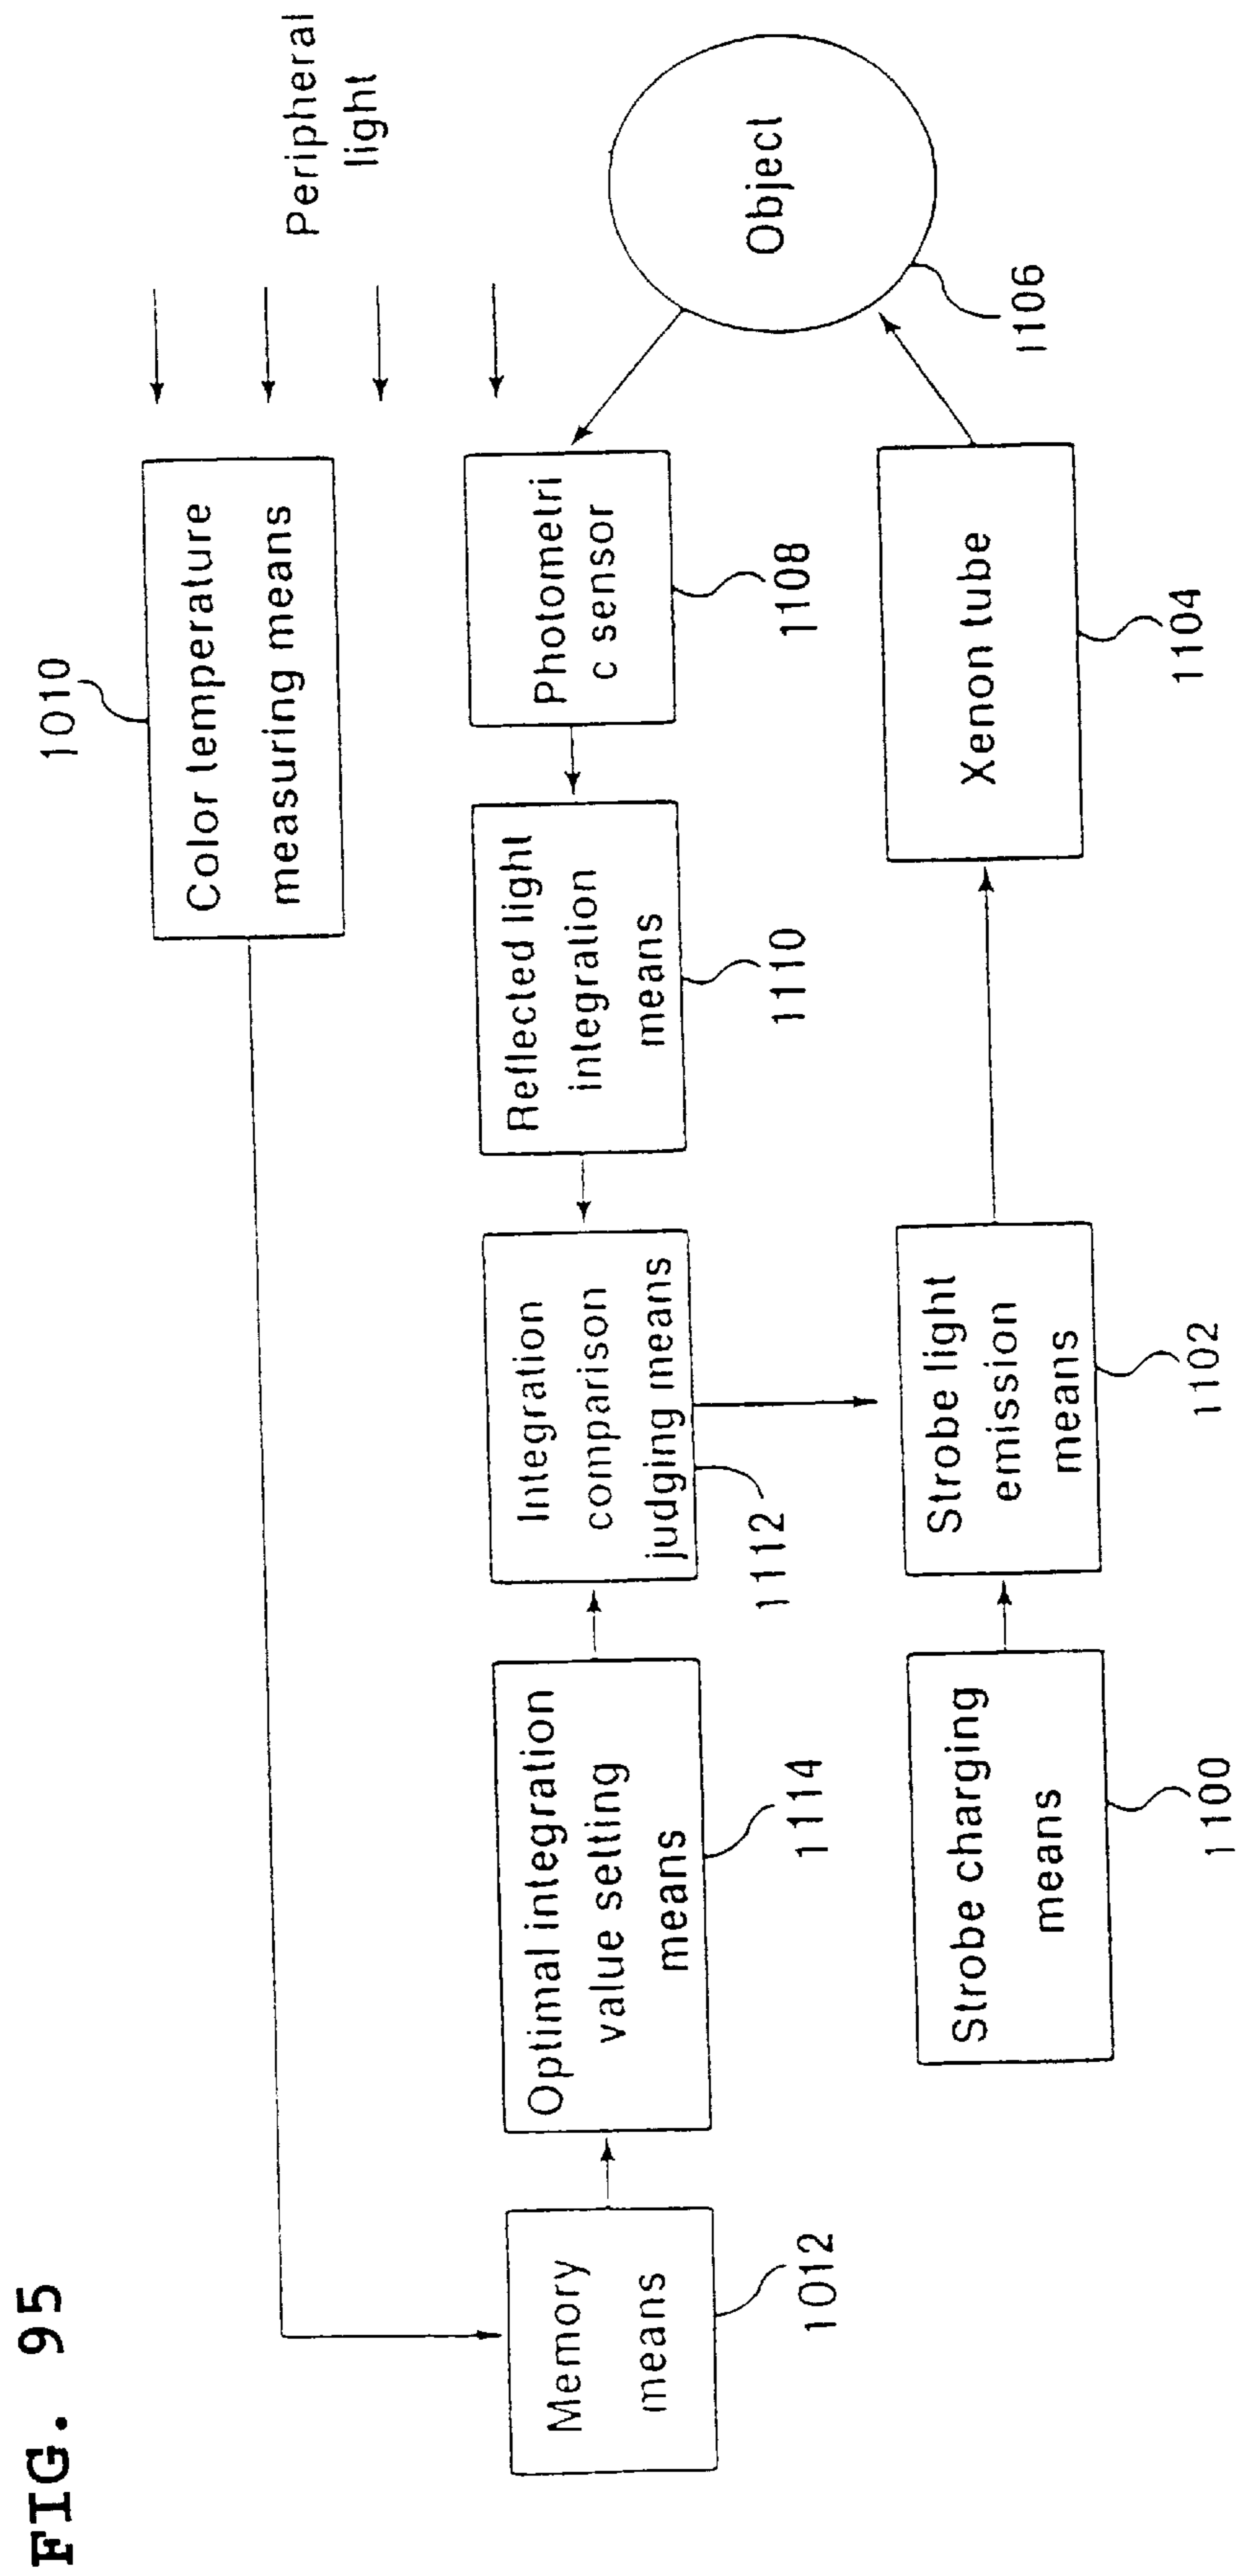 FIG. 95
1010
Color temperature
measuring means
Peripheral
light
Memory
means
1012
Optimal integration
value setting
means
1114
Integration
comparison
judging means
1112
Reflected light
integration
means
1110
Photometri
c sensor
1108
Object
1106
Strobe charging
means
1100
Strobe light
emission
means
1102
Xenon tube
1104